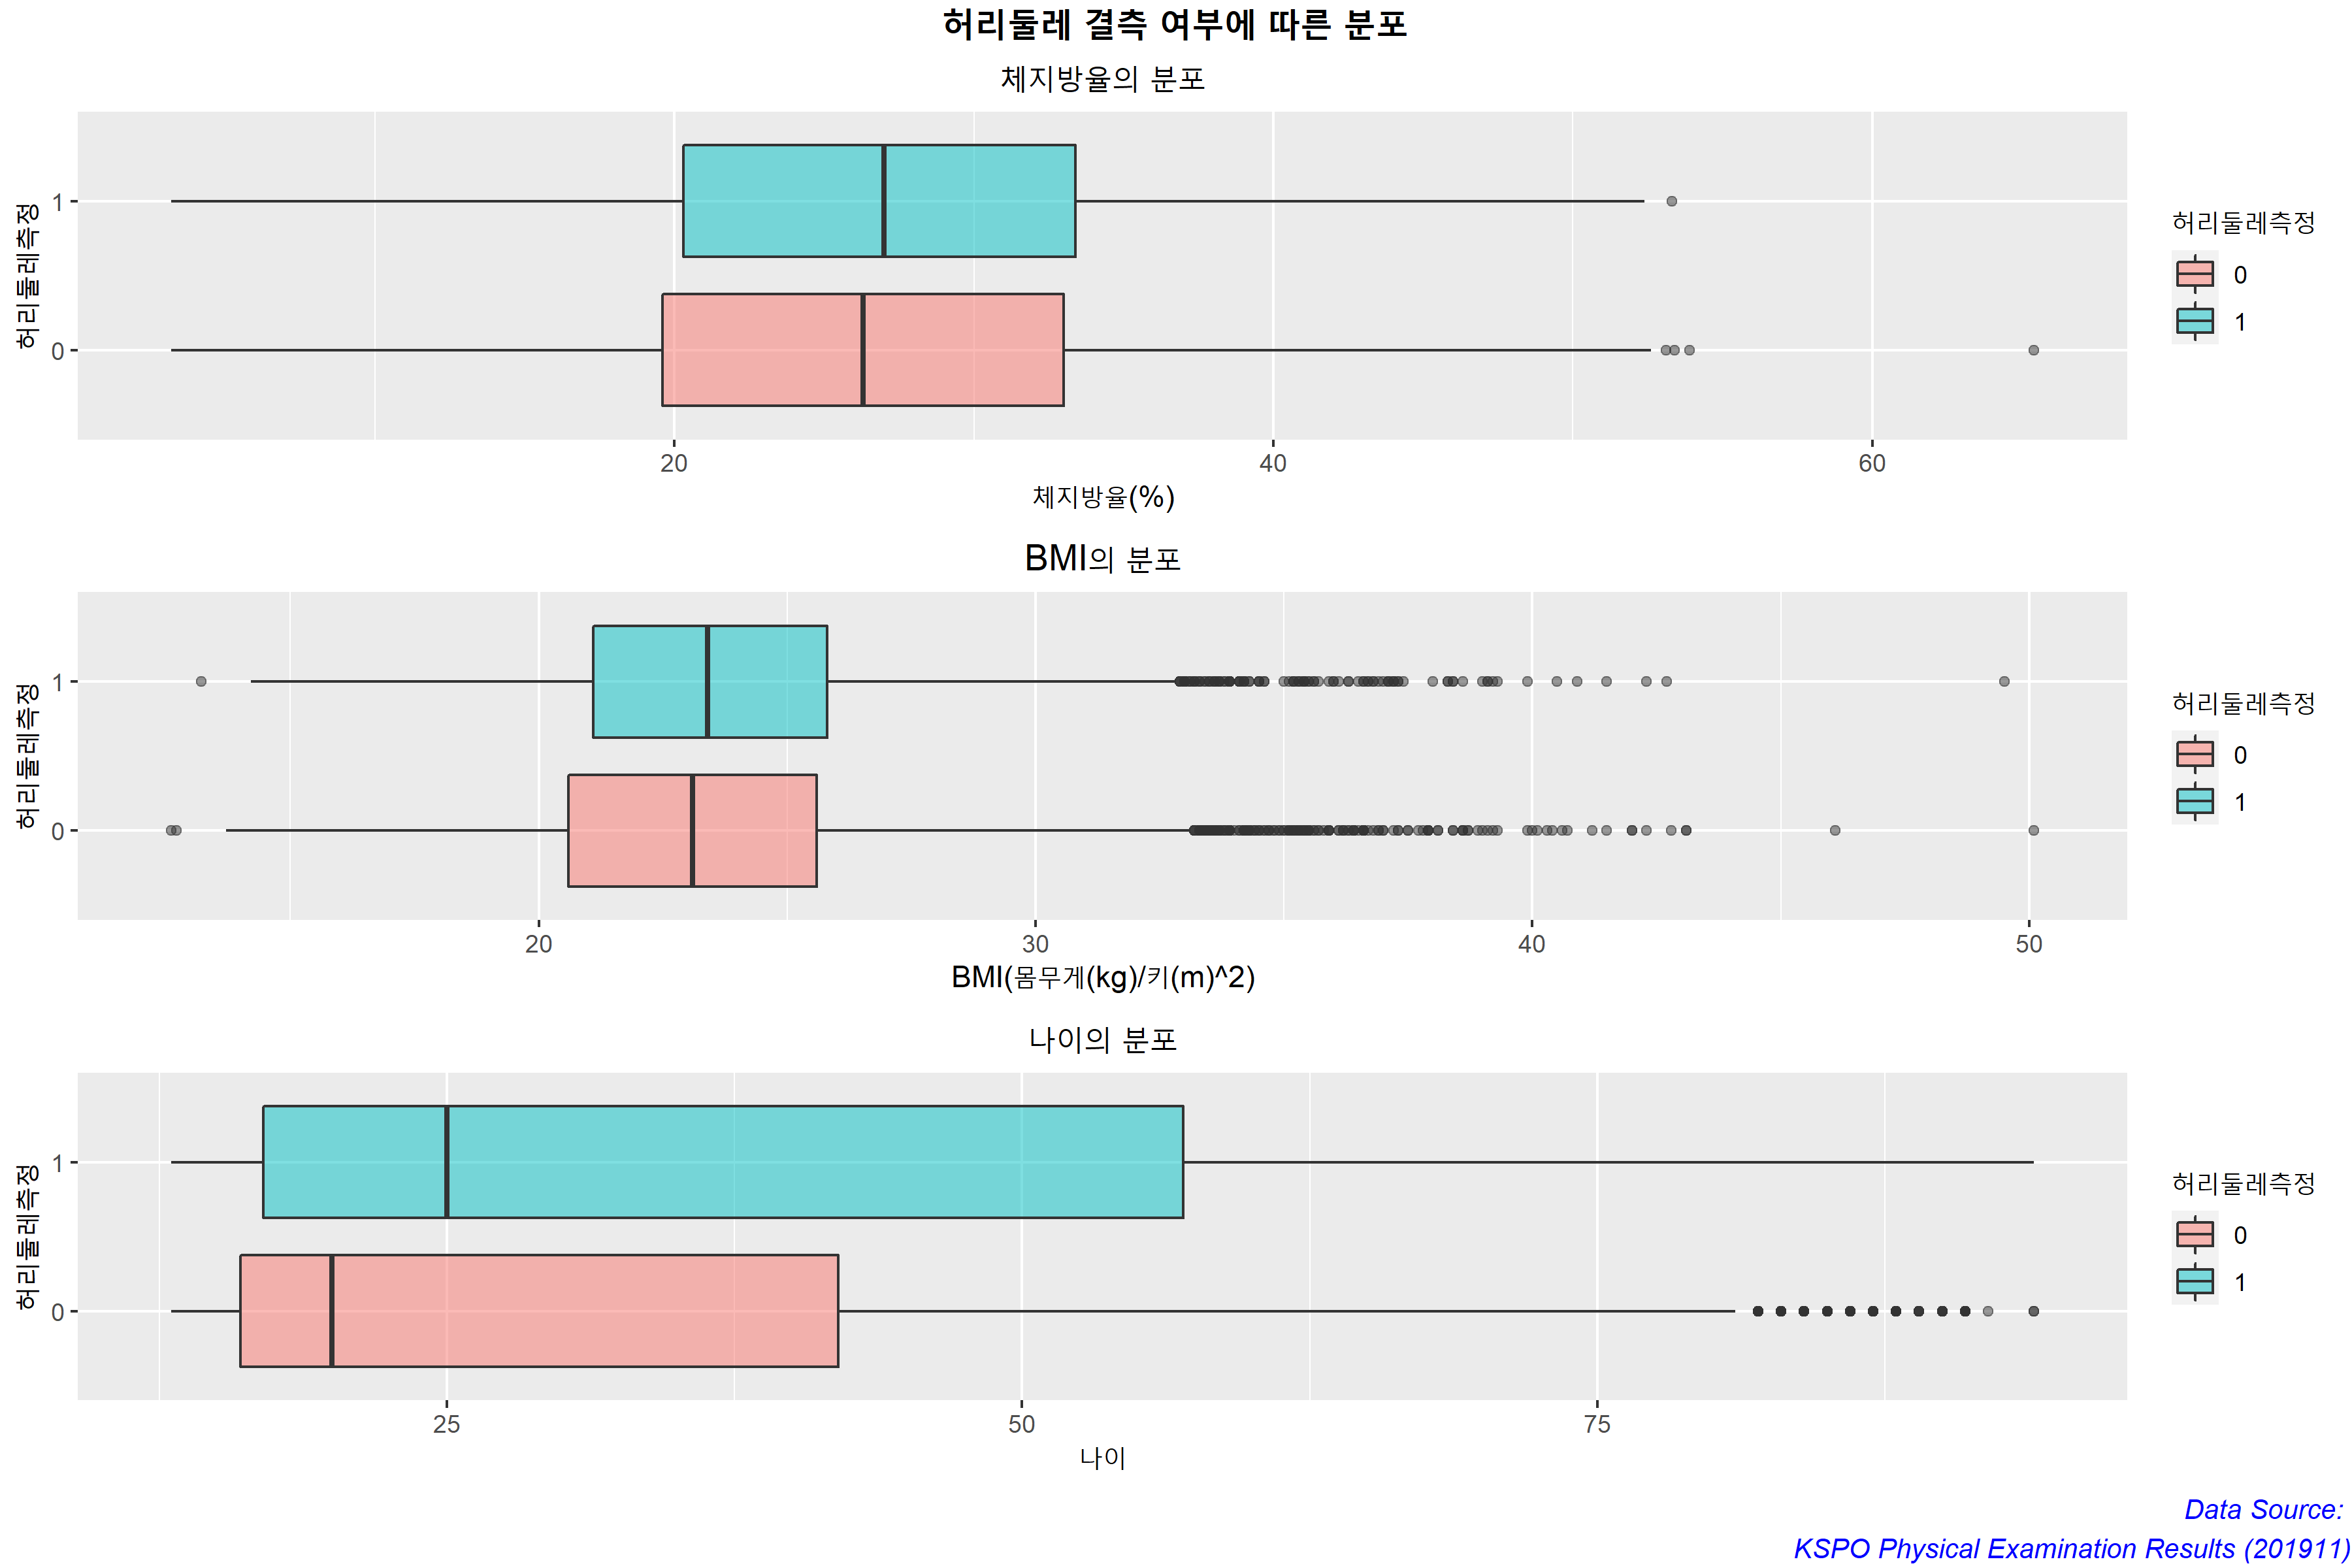 허리둘레 결측 여부에 따른 분포
체지방율의 분포
허리둘레측정
1
0
20 40 60
체지방율(%)
허리둘레측정
0
1
BMI의 분포
허리둘레측정
1
0
20 30 40 50
BMI(몸무게(kg)/키(m)^2)
허리둘레측정
0
1
나이의 분포
허리둘레측정
1
0
25 50 75
나이
허리둘레측정
0
1
Data Source:
KSPO Physical Examination Results (201911)